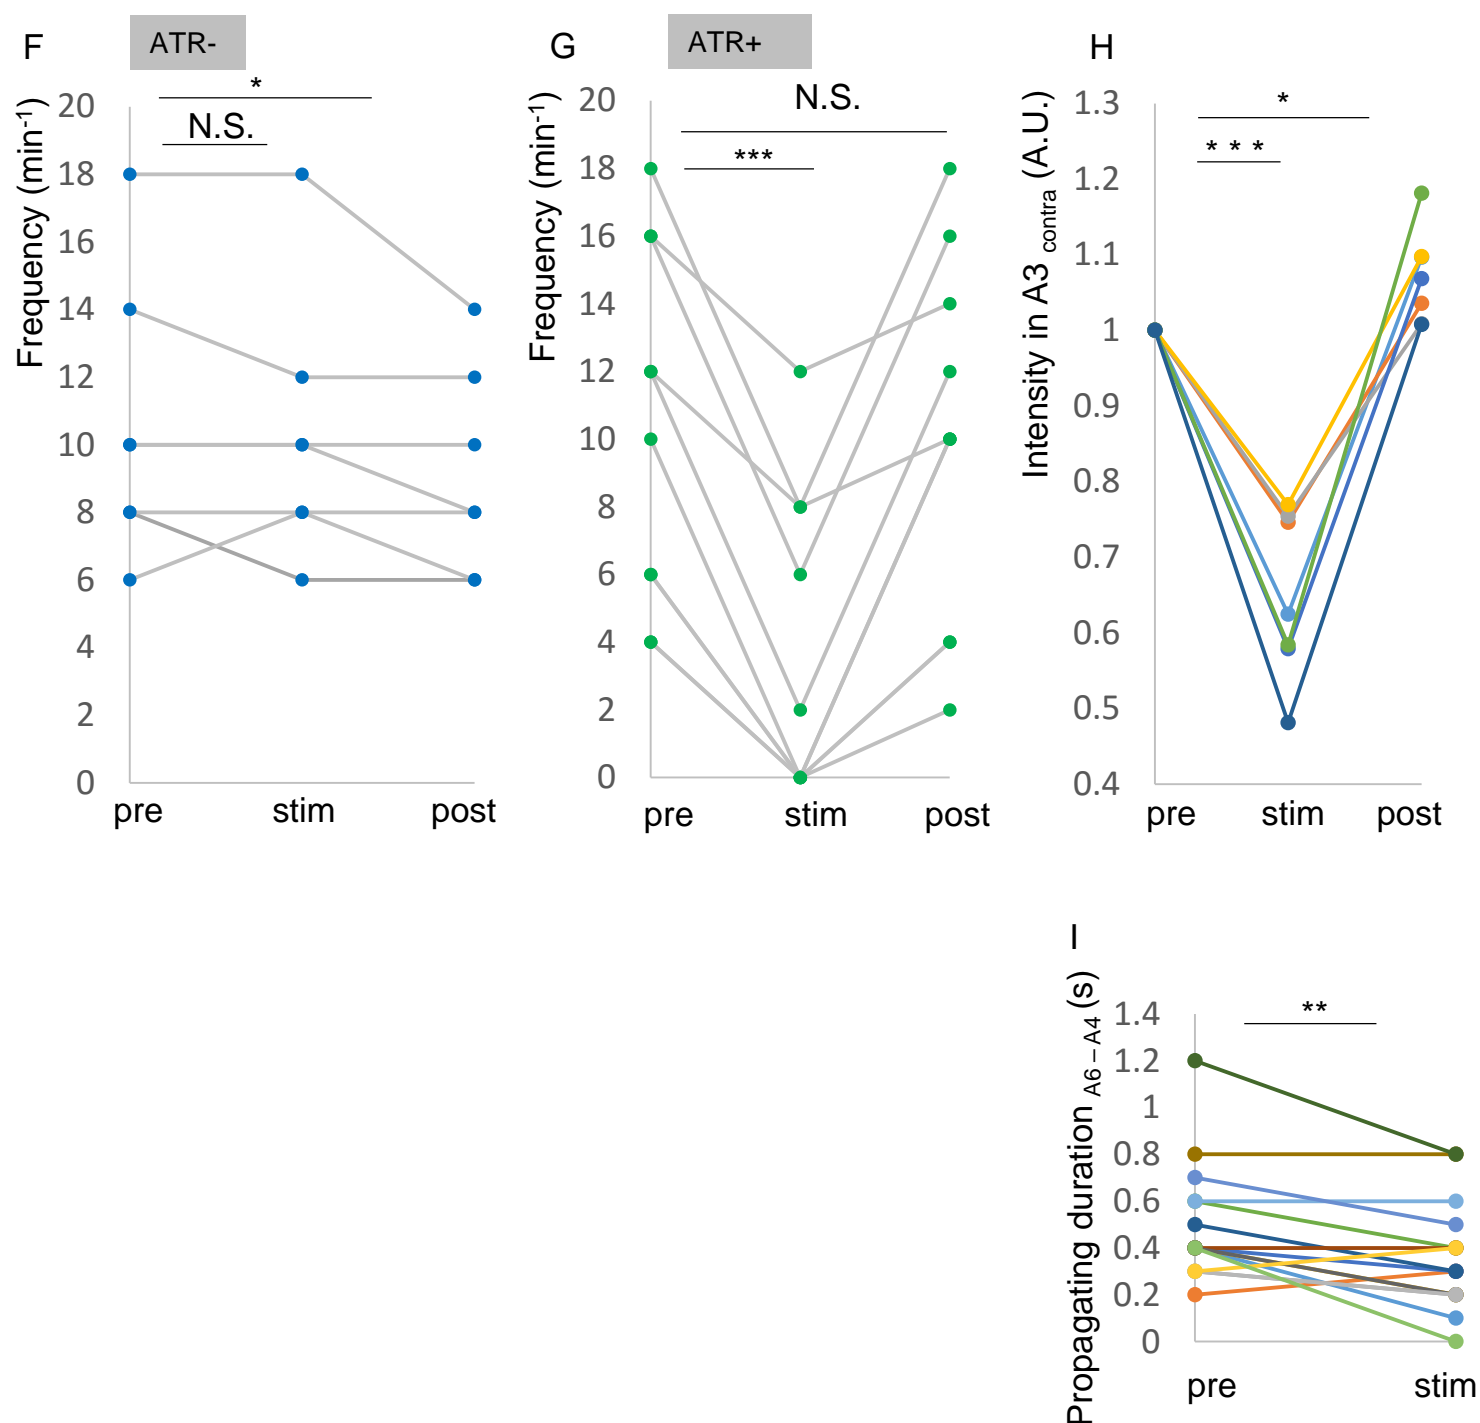 F
ATR-
*
N.S.
Frequency (min-1)
20
18
16
14
12
10
8
6
4
2
0
pre stim post
G
ATR+
N.S.
***
Frequency (min-1)
20
18
16
14
12
10
8
6
4
2
0
pre stim post
H
*
* * *
Intensity in A3 contra (A.U.)
1.3
1.2
1.1
1
0.9
0.8
0.7
0.6
0.5
0.4
pre stim post
I
**
Propagating duration A6 – A4 (s)
1.4
1.2
1
0.8
0.6
0.4
0.2
0
pre stim